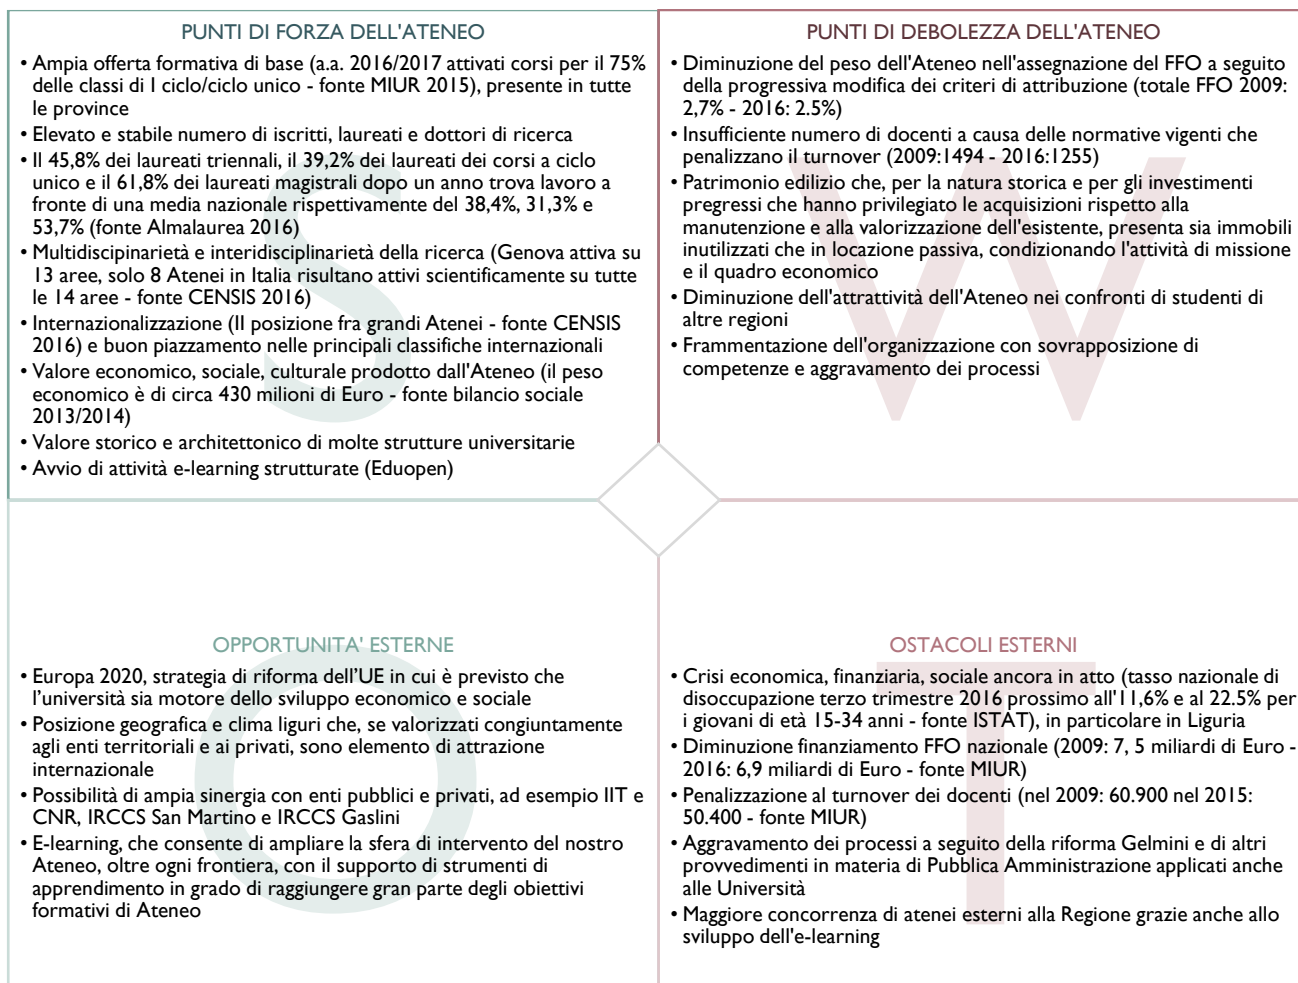 PUNTI DI FORZA DELL'ATENEO
• Ampia offerta formativa di base (a.a. 2016/2017 attivati corsi per il 75%
delle classi di I ciclo/ciclo unico - fonte MIUR 2015), presente in tutte
le province
• Elevato e stabile numero di iscritti, laureati e dottori di ricerca
• Il 45,8% dei laureati triennali, il 39,2% dei laureati dei corsi a ciclo
unico e il 61,8% dei laureati magistrali dopo un anno trova lavoro a
fronte di una media nazionale rispettivamente del 38,4%, 31,3% e
53,7% (fonte Almalaurea 2016)
• Multidiscipinarietà e interidisciplinarietà della ricerca (Genova attiva su
13 aree, solo 8 Atenei in Italia risultano attivi scientificamente su tutte
le 14 aree - fonte CENSIS 2016)
• Internazionalizzazione (II posizione fra grandi Atenei - fonte CENSIS
2016) e buon piazzamento nelle principali classifiche internazionali
• Valore economico, sociale, culturale prodotto dall'Ateneo (il peso
economico è di circa 430 milioni di Euro - fonte bilancio sociale
2013/2014)
• Valore storico e architettonico di molte strutture universitarie
• Avvio di attività e-learning strutturate (Eduopen)
S
PUNTI DI DEBOLEZZA DELL'ATENEO
• Diminuzione del peso dell'Ateneo nell'assegnazione del FFO a seguito
della progressiva modifica dei criteri di attribuzione (totale FFO 2009:
2,7% - 2016: 2.5%)
• Insufficiente numero di docenti a causa delle normative vigenti che
penalizzano il turnover (2009:1494 - 2016:1255)
• Patrimonio edilizio che, per la natura storica e per gli investimenti
pregressi che hanno privilegiato le acquisizioni rispetto alla
manutenzione e alla valorizzazione dell'esistente, presenta sia immobili
inutilizzati che in locazione passiva, condizionando l'attività di missione
e il quadro economico
• Diminuzione dell'attrattività dell'Ateneo nei confronti di studenti di
altre regioni
• Frammentazione dell'organizzazione con sovrapposizione di
competenze e aggravamento dei processi
W
OPPORTUNITA' ESTERNE
• Europa 2020, strategia di riforma dell’UE in cui è previsto che
l’università sia motore dello sviluppo economico e sociale
• Posizione geografica e clima liguri che, se valorizzati congiuntamente
agli enti territoriali e ai privati, sono elemento di attrazione
internazionale
• Possibilità di ampia sinergia con enti pubblici e privati, ad esempio IIT e
CNR, IRCCS San Martino e IRCCS Gaslini
• E-learning, che consente di ampliare la sfera di intervento del nostro
Ateneo, oltre ogni frontiera, con il supporto di strumenti di
apprendimento in grado di raggiungere gran parte degli obiettivi
formativi di Ateneo
O
OSTACOLI ESTERNI
• Crisi economica, finanziaria, sociale ancora in atto (tasso nazionale di
disoccupazione terzo trimestre 2016 prossimo all'11,6% e al 22.5% per
i giovani di età 15-34 anni - fonte ISTAT), in particolare in Liguria
• Diminuzione finanziamento FFO nazionale (2009: 7, 5 miliardi di Euro -
2016: 6,9 miliardi di Euro - fonte MIUR)
• Penalizzazione al turnover dei docenti (nel 2009: 60.900 nel 2015:
50.400 - fonte MIUR)
• Aggravamento dei processi a seguito della riforma Gelmini e di altri
provvedimenti in materia di Pubblica Amministrazione applicati anche
alle Università
• Maggiore concorrenza di atenei esterni alla Regione grazie anche allo
sviluppo dell'e-learning
T